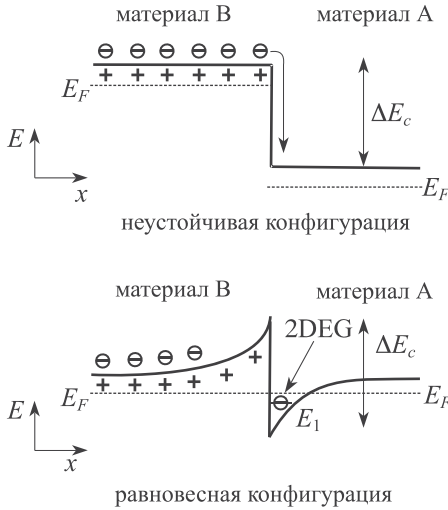 материал B материал A
E_F
ΔE_c
E
E_F
x
неустойчивая конфигурация
материал B материал A
2DEG
ΔE_c
E_F
E_F
E
E_1
x
равновесная конфигурация